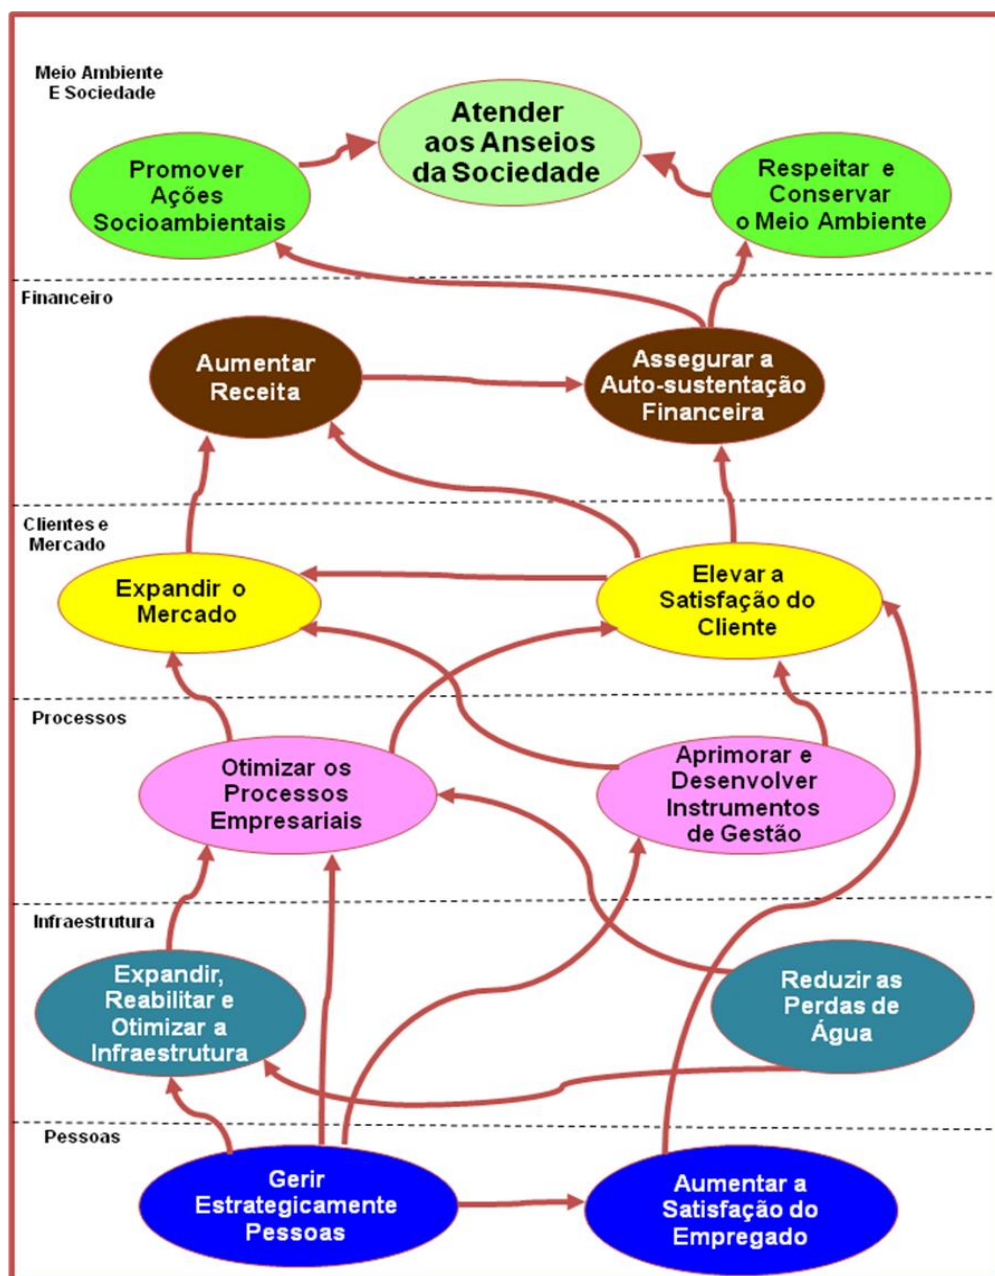 Meio Ambiente
E Sociedade
Atender
aos Anseios
da Sociedade
Promover
Ações
Socioambientais
Respeitar e
Conservar
o Meio Ambiente
Financeiro
Aumentar
Receita
Assegurar a
Auto-sustentação
Financeira
Clientes e
Mercado
Expandir o
Mercado
Elevar a
Satisfação do
Cliente
Processos
Otimizar os
Processos
Empresariais
Aprimorar e
Desenvolver
Instrumentos
de Gestão
Infraestrutura
Expandir,
Reabilitar e
Otimizar a
Infraestrutura
Reduzir as
Perdas de
Água
Pessoas
Gerir
Estrategicamente
Pessoas
Aumentar a
Satisfação do
Empregado